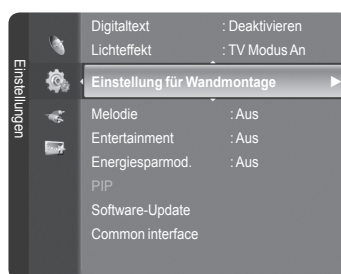 Einstellungen
Digitaltext : Deaktivieren
Lichteffekt : TV Modus An
Einstellung für Wandmontage
Melodie : Aus
Entertainment : Aus
Energiesparmod. : Aus
PIP
Software-Update
Common interface